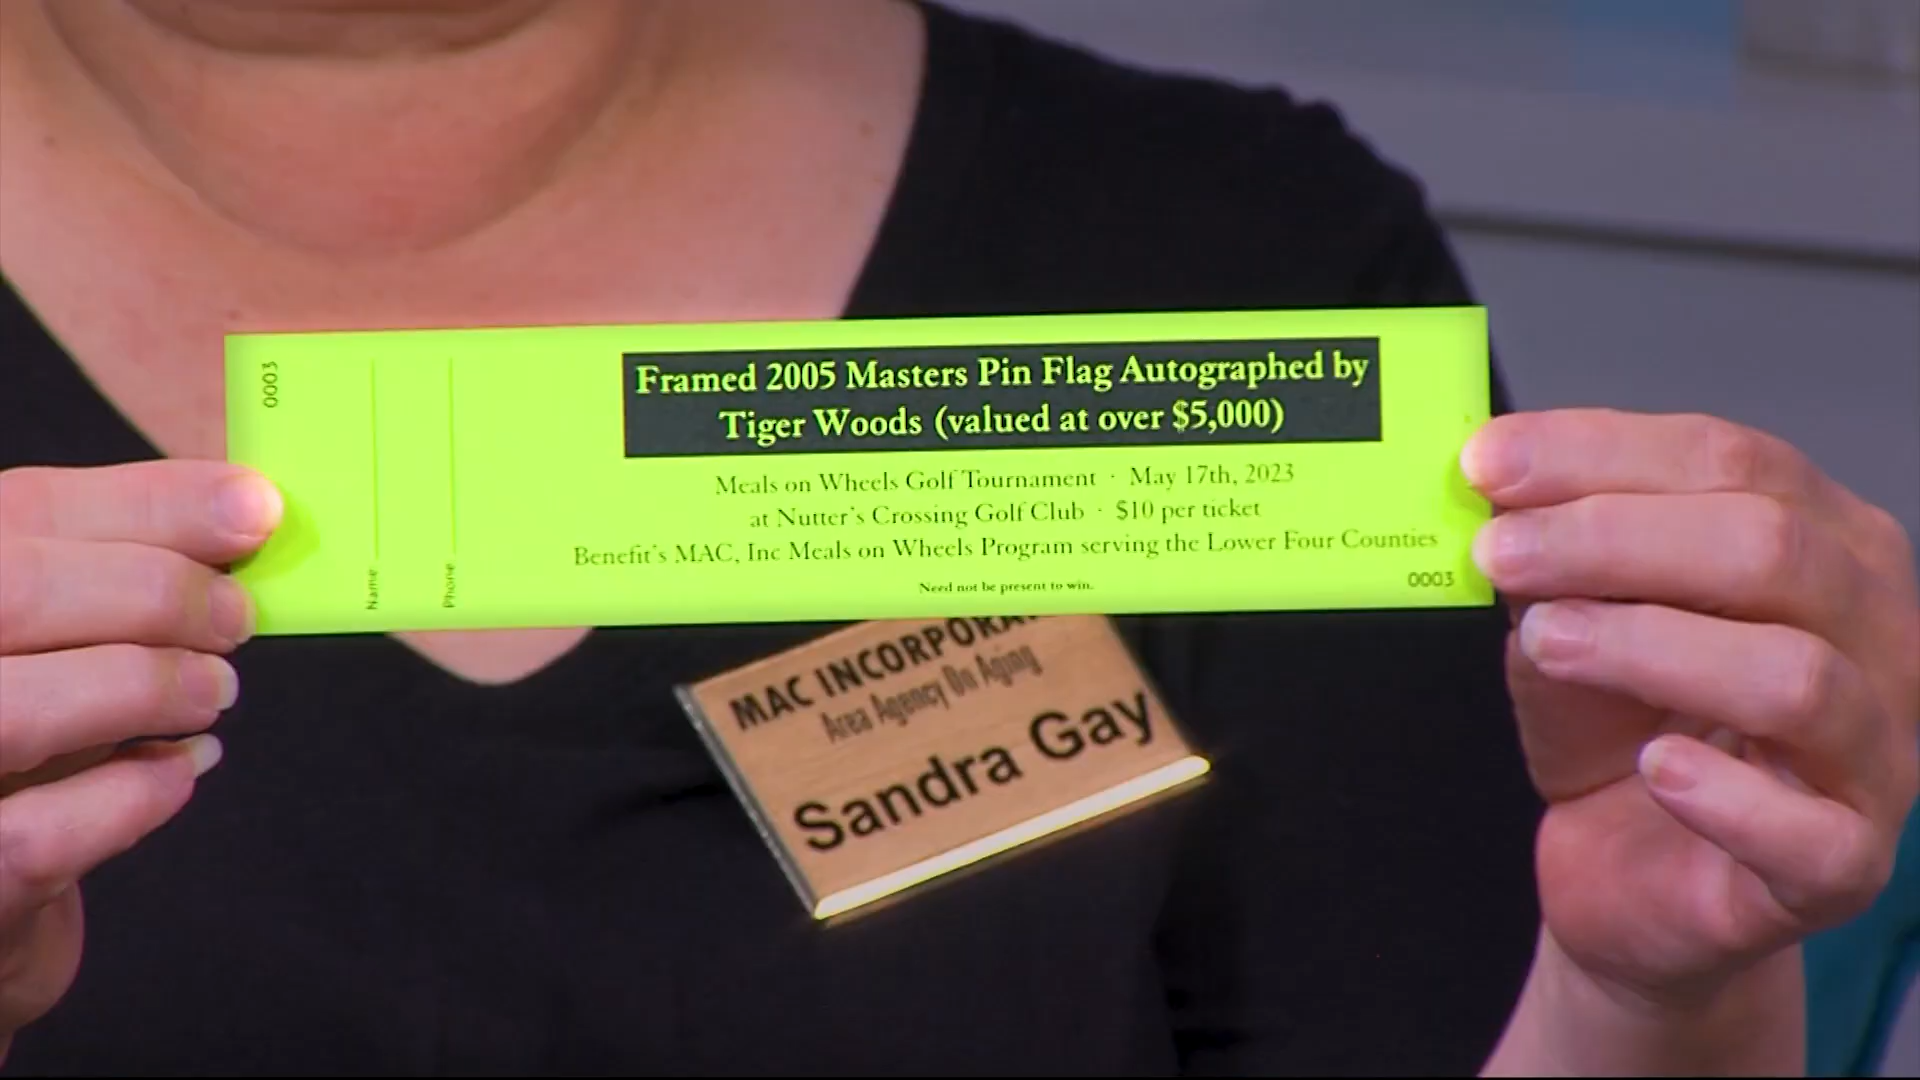 0003
Name
Phone
Framed 2005 Masters Pin Flag Autographed by
Tiger Woods (valued at over $5,000)
Meals on Wheels Golf Tournament · May 17th, 2023
at Nutter's Crossing Golf Club · $10 per ticket
Benefit's MAC, Inc Meals on Wheels Program serving the Lower Four Counties
Need not be present to win.
0003
MAC INCORPORA
Area Agency On Aging
Sandra Gay